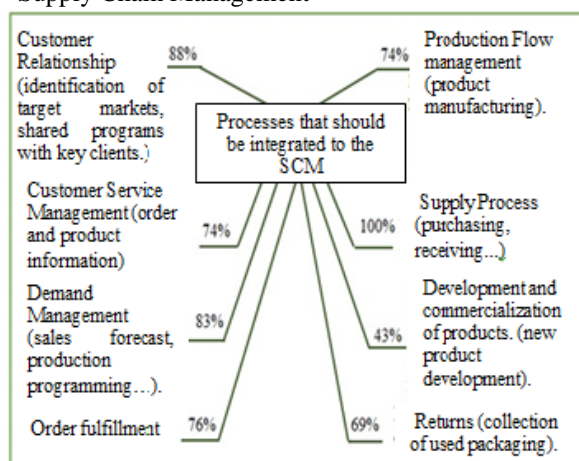 Supply Chain Management
Customer
Relationship
(identification of
target markets,
shared programs
with key clients.)
88%
74%
Production Flow
management
(product
manufacturing).
Processes that should
be integrated to the
SCM
Customer Service
Management (order
and product
information)
74%
100%
Supply Process
(purchasing,
receiving...)
Demand
Management
(sales forecast,
production
programming…).
83%
43%
Development and
commercialization
of products. (new
product
development).
Order fulfillment
76%
69%
Returns (collection
of used packaging).